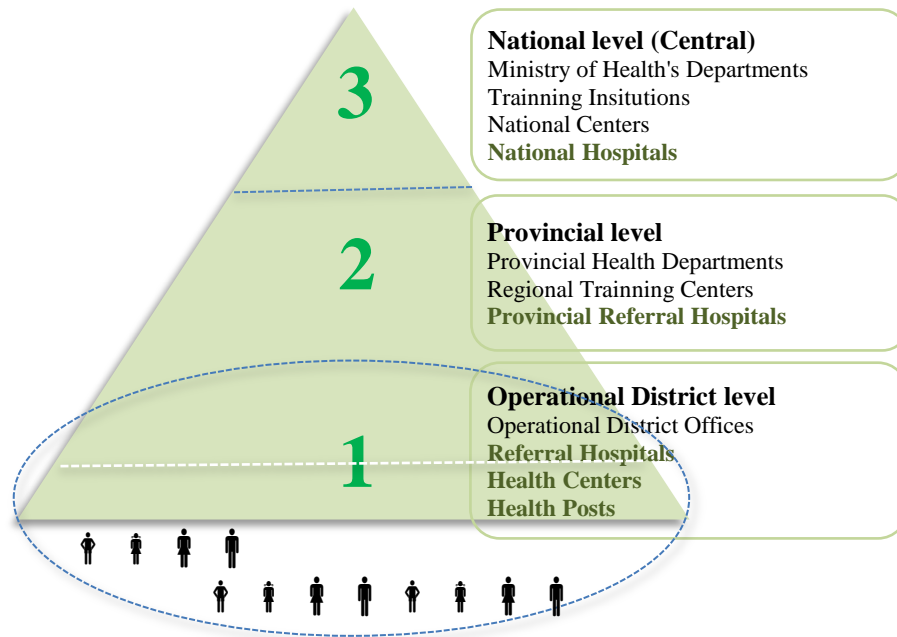 3
National level (Central)
Ministry of Health's Departments
Trainning Insitutions
National Centers
National Hospitals
2
Provincial level
Provincial Health Departments
Regional Trainning Centers
Provincial Referral Hospitals
1
Operational District level
Operational District Offices
Referral Hospitals
Health Centers
Health Posts